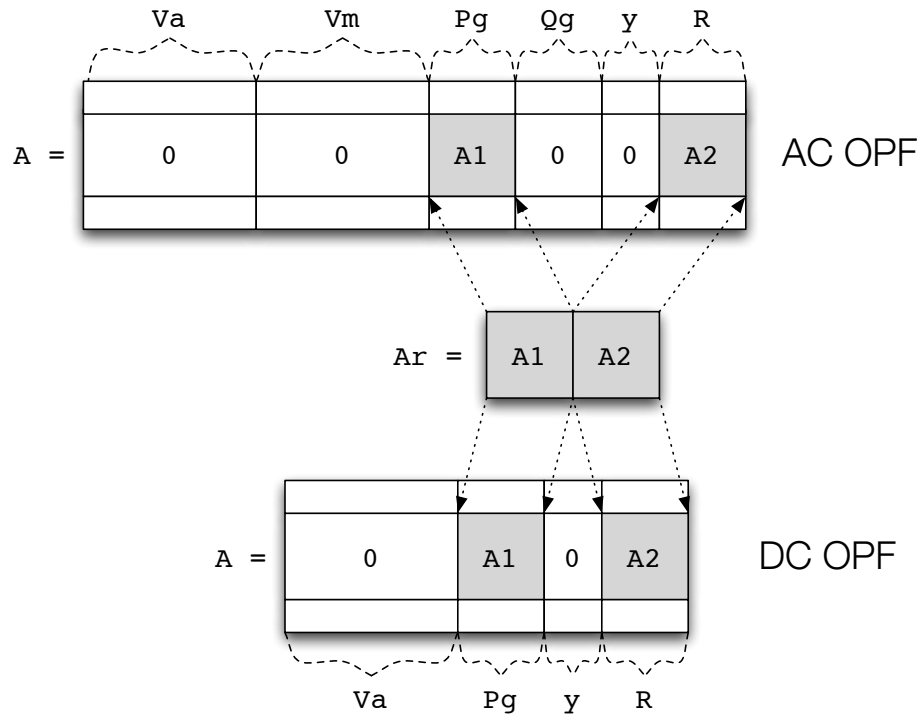 Va Vm Pg Qg y R
A = 0 0 A1 0 0 A2 AC OPF
Ar = A1 A2
A = 0 A1 0 A2 DC OPF
Va Pg y R